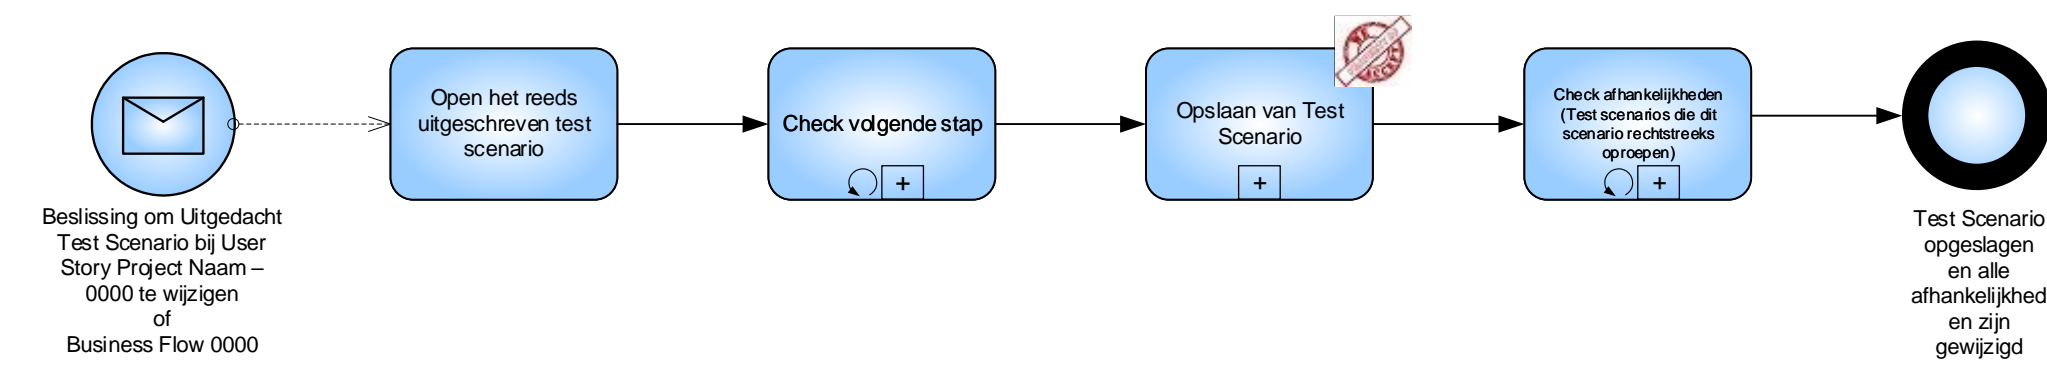 Beslissing om Uitgedacht
Test Scenario bij User
Story Project Naam –
0000 te wijzigen
of
Business Flow 0000
Open het reeds
uitgeschreven test
scenario
Check volgende stap
+
Opslaan van Test
Scenario
+
Check afhankelijkheden
(Test scenarios die dit
scenario rechtstreeks
oproepen)
+
Test Scenario
opgeslagen
en alle
afhankelijkhed
en zijn
gewijzigd